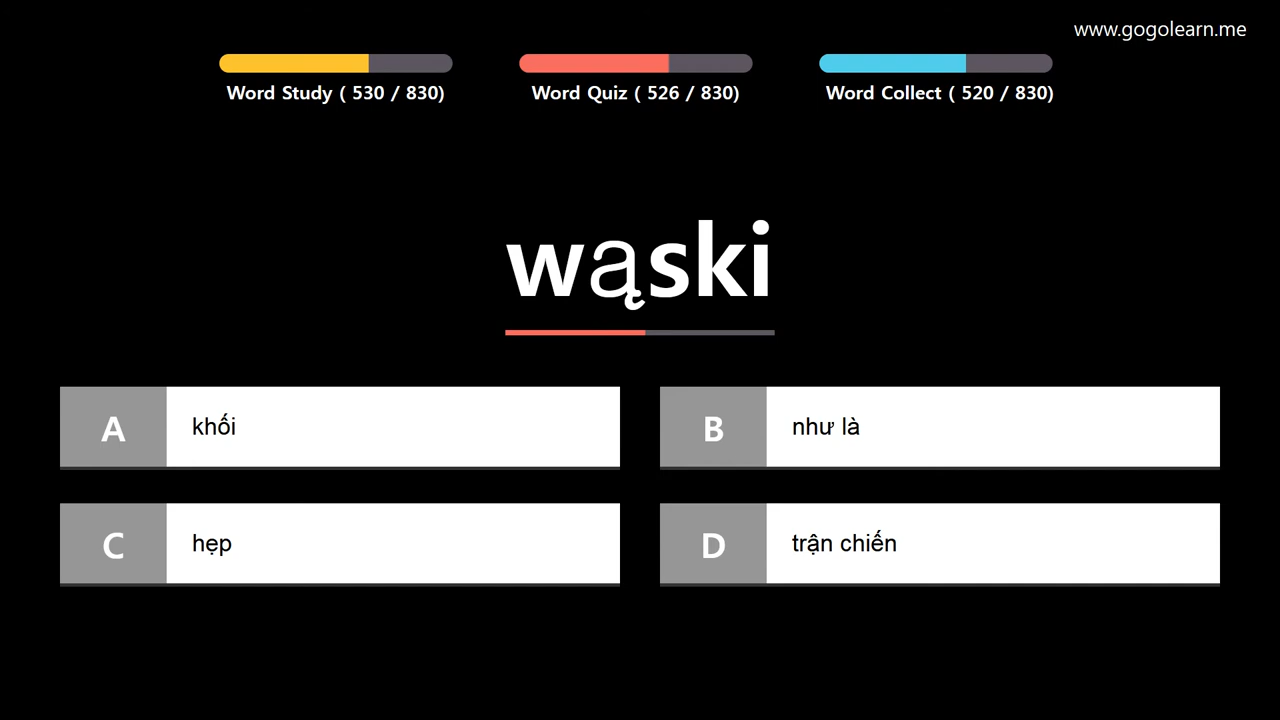 www.gogolearn.me
Word Study ( 530 / 830)
Word Quiz ( 526 / 830)
Word Collect ( 520 / 830)
wąski
A khối
B như là
C hẹp
D trận chiến